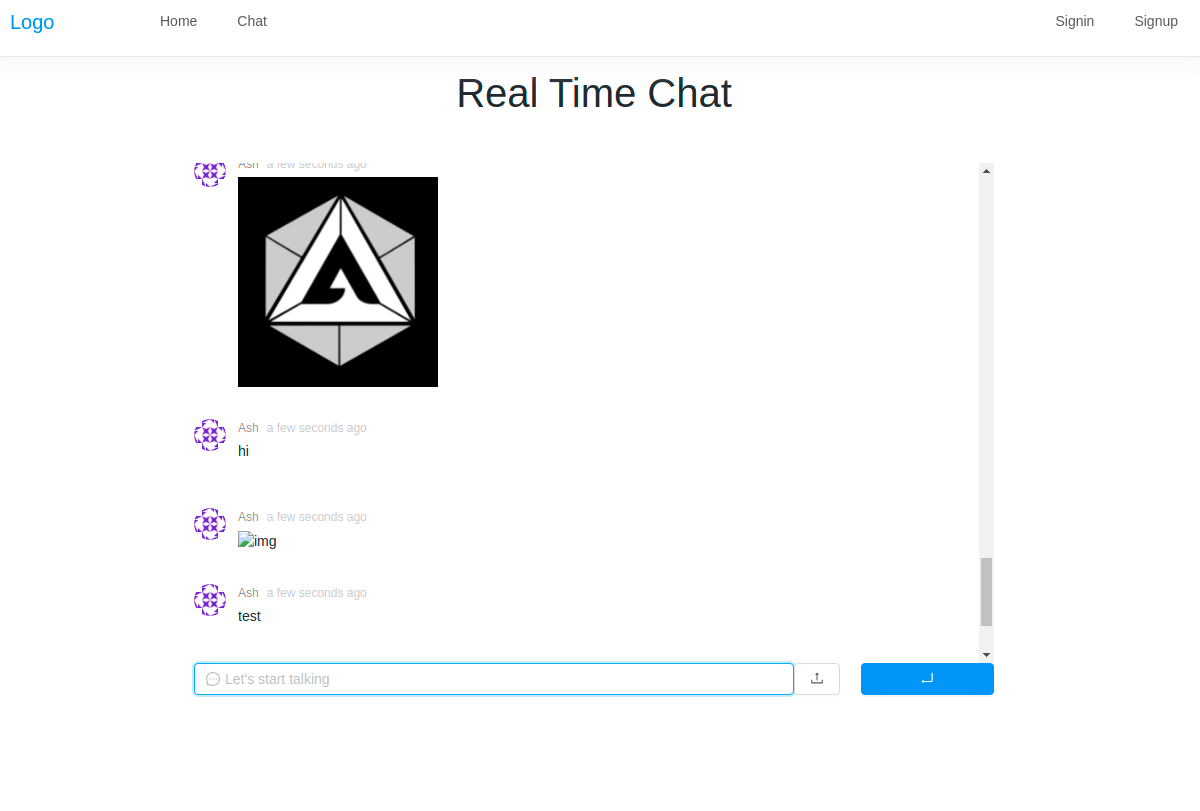 Logo
Home
Chat
Signin
Signup
Real Time Chat
Ash a few seconds ago
A
Ash a few seconds ago
hi
Ash a few seconds ago
img
Ash a few seconds ago
test
Let's start talking